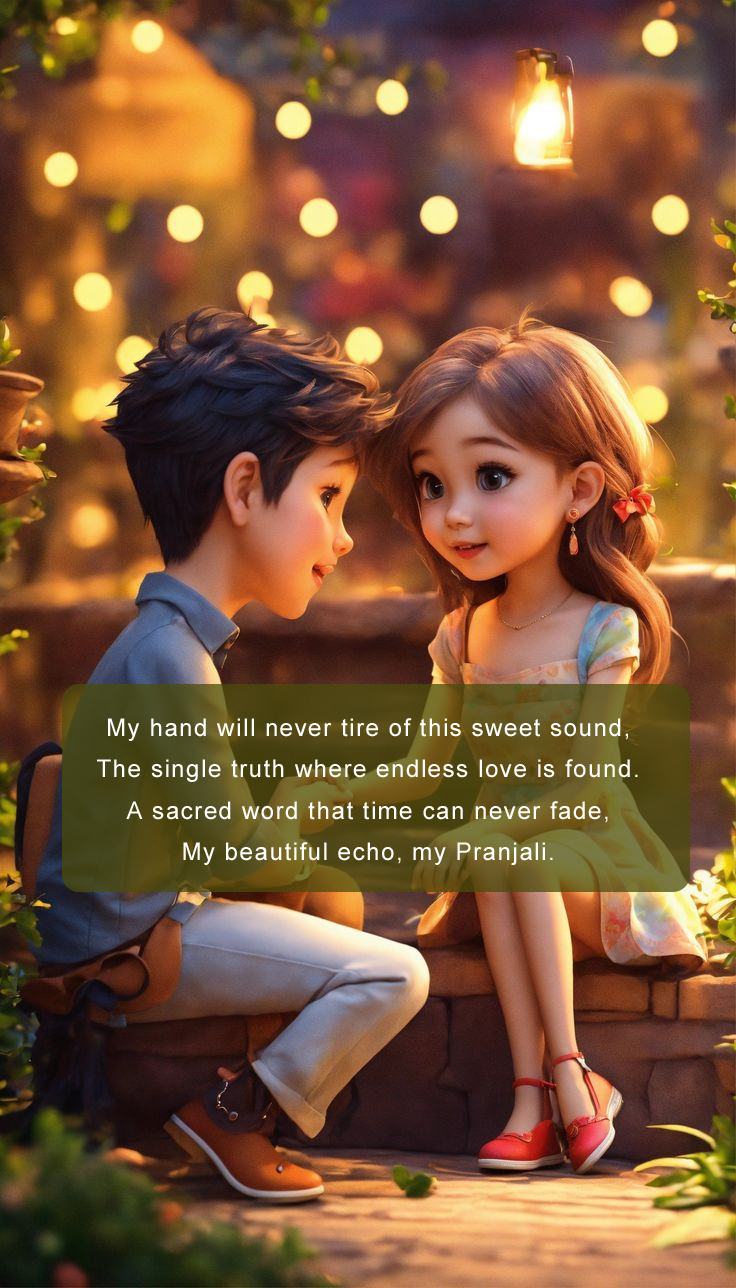 My hand will never tire of this sweet sound,
The single truth where endless love is found.
A sacred word that time can never fade,
My beautiful echo, my Pranjali.